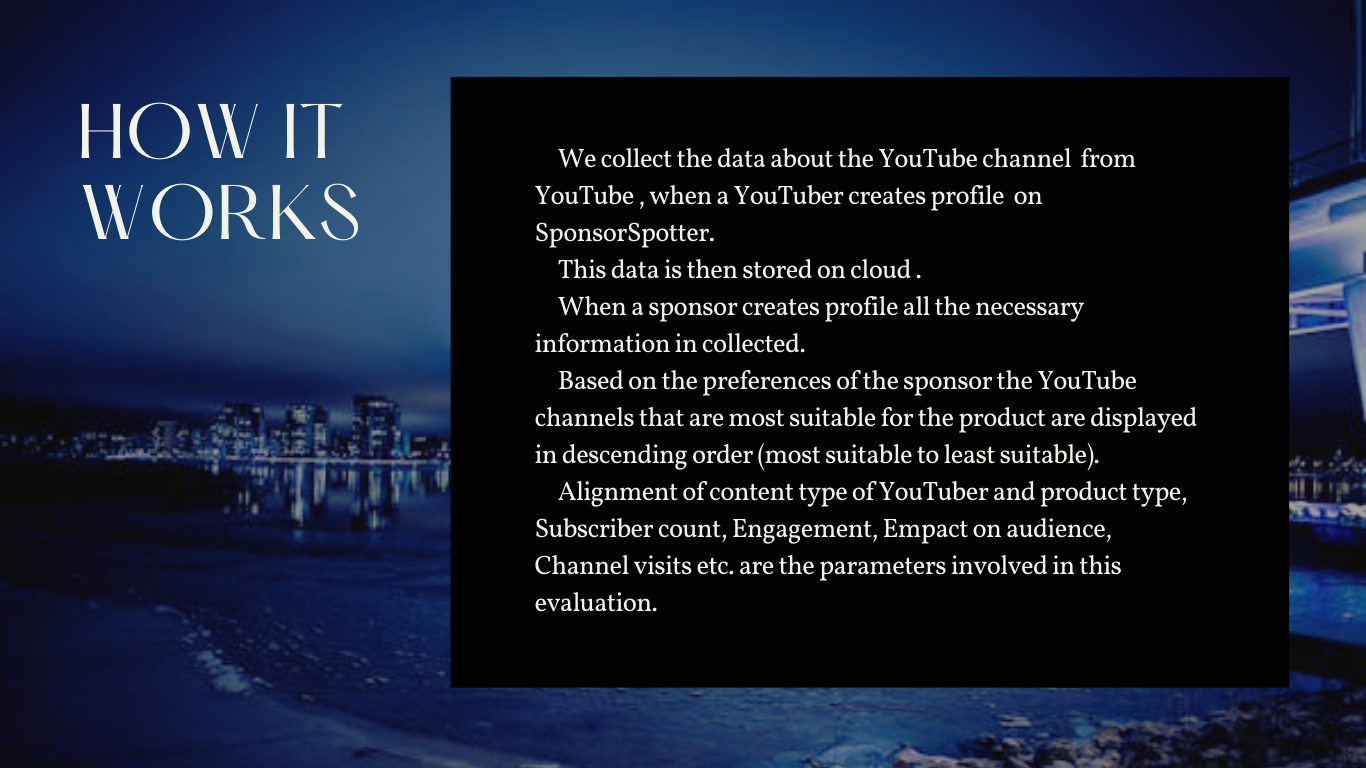 HOW IT
WORKS
We collect the data about the YouTube channel  from
YouTube , when a YouTuber creates profile  on
SponsorSpotter.
This data is then stored on cloud .
When a sponsor creates profile all the necessary
information in collected.
Based on the preferences of the sponsor the YouTube
channels that are most suitable for the product are displayed
in descending order (most suitable to least suitable).
Alignment of content type of YouTuber and product type,
Subscriber count, Engagement, Empact on audience,
Channel visits etc. are the parameters involved in this
evaluation.